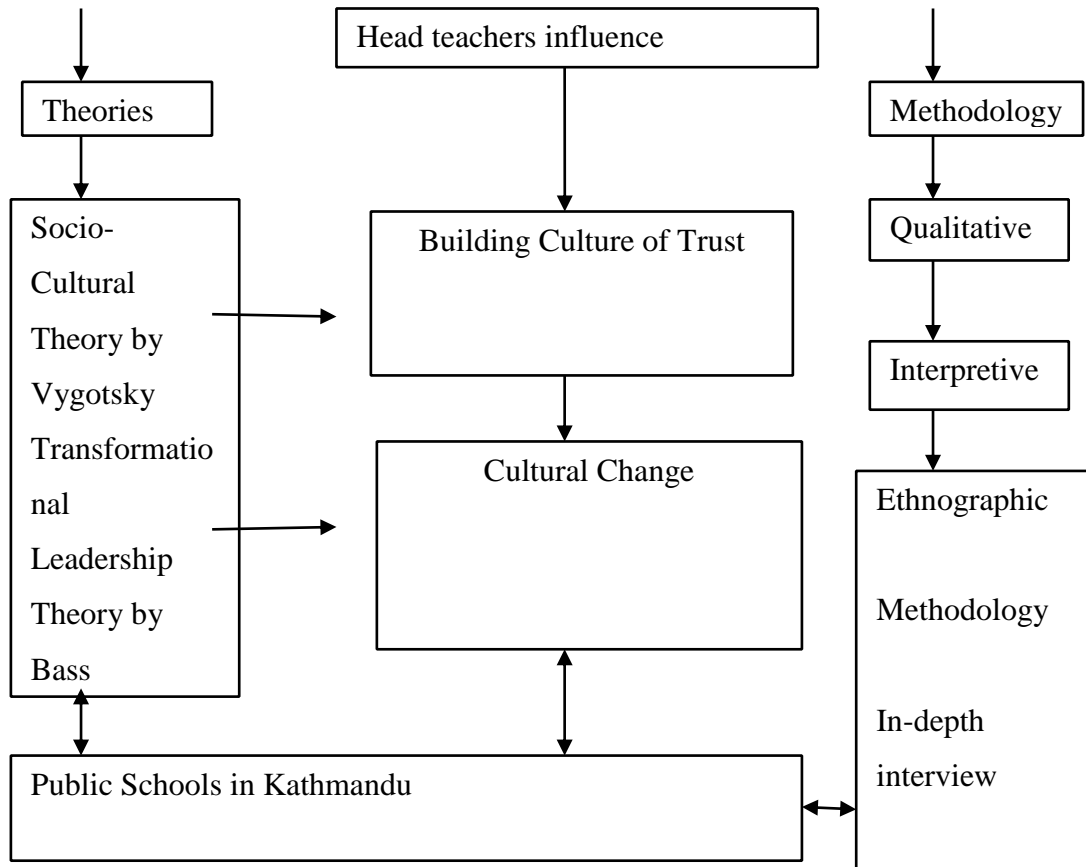 Head teachers influence
Theories
Methodology
Socio-
Cultural
Theory by
Vygotsky
Transformatio
nal
Leadership
Theory by
Bass
Building Culture of Trust
Cultural Change
Qualitative
Interpretive
Ethnographic
Methodology
In-depth
interview
Public Schools in Kathmandu